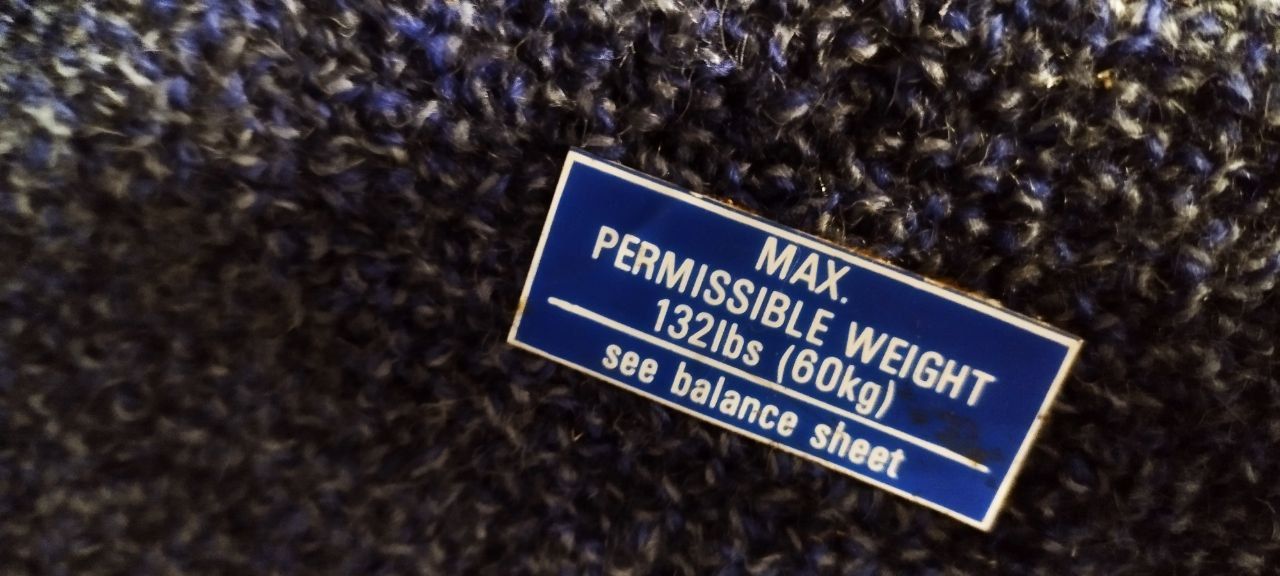 MAX.
PERMISSIBLE WEIGHT
132lbs (60kg)
see balance sheet